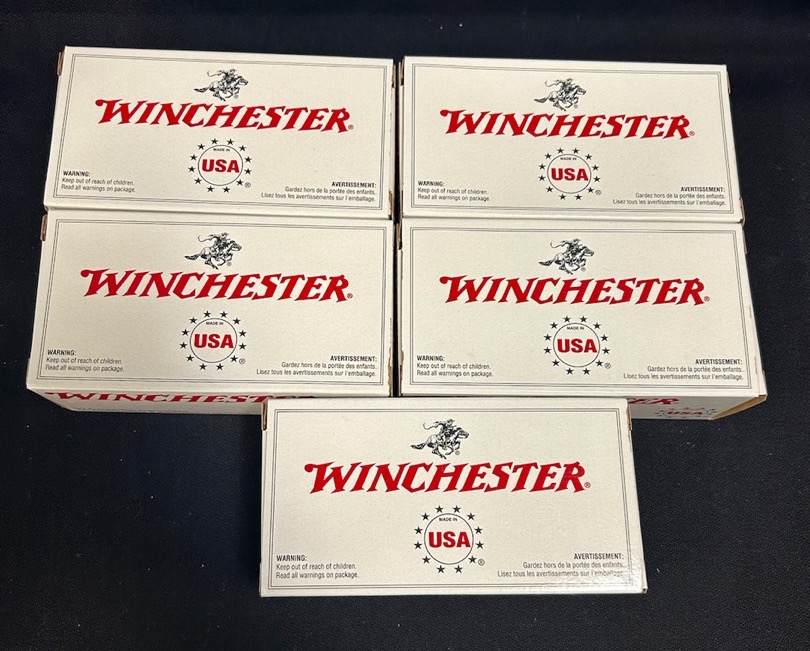 WINCHESTER®
MADE IN
USA®
WARNING:
Keep out of reach of children.
Read all warnings on package.
AVERTISSEMENT:
Gardez hors de la portée des enfants.
Lisez tous les avertissements sur l'emballage.
WINCHESTER®
MADE IN
USA®
WARNING:
Keep out of reach of children.
Read all warnings on package.
AVERTISSEMENT:
Gardez hors de la portée des enfants.
Lisez tous les avertissements sur l'emballage.
WINCHESTER®
MADE IN
USA®
WARNING:
Keep out of reach of children.
Read all warnings on package.
AVERTISSEMENT:
Gardez hors de la portée des enfants.
Lisez tous les avertissements sur l'emballage.
WINCHESTER
WINCHESTER®
MADE IN
USA®
WARNING:
Keep out of reach of children.
Read all warnings on package.
AVERTISSEMENT:
Gardez hors de la portée des enfants.
Lisez tous les avertissements sur l'emballage.
USA
WINCHESTER®
MADE IN
USA®
WARNING:
Keep out of reach of children.
Read all warnings on package.
AVERTISSEMENT:
Gardez hors de la portée des enfants.
Lisez tous les avertissements sur l'emballage.